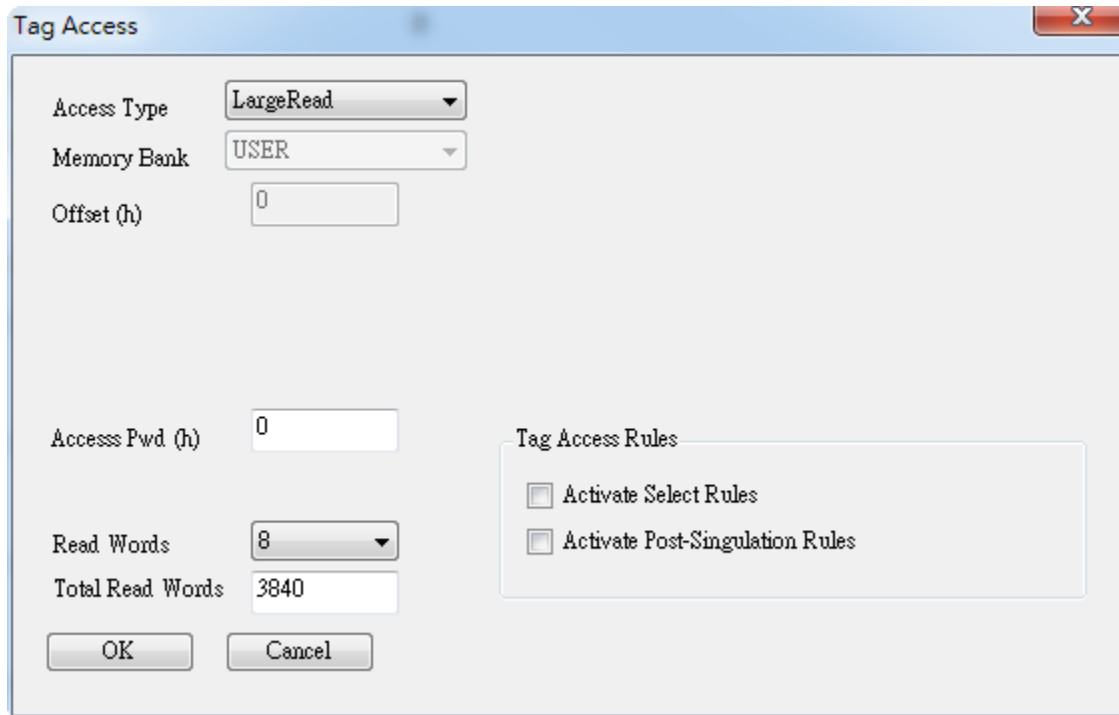 Tag Access
Access Type LargeRead
Memory Bank USER
Offset (h) 0
Accesss Pwd (h) 0
Tag Access Rules
Activate Select Rules
Activate Post-Singulation Rules
Read Words 8
Total Read Words 3840
OK Cancel